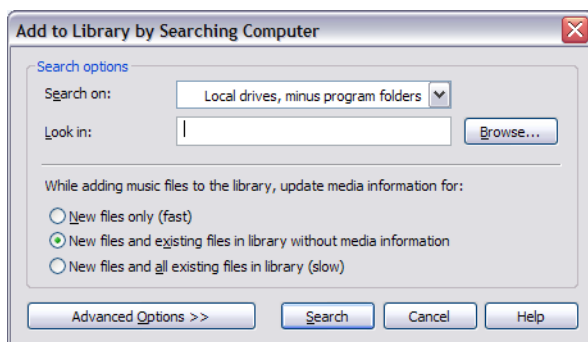 Add to Library by Searching Computer
Search options
Search on: Local drives, minus program folders
Look in: Browse...
While adding music files to the library, update media information for:
New files only (fast)
New files and existing files in library without media information
New files and all existing files in library (slow)
Advanced Options >> Search Cancel Help